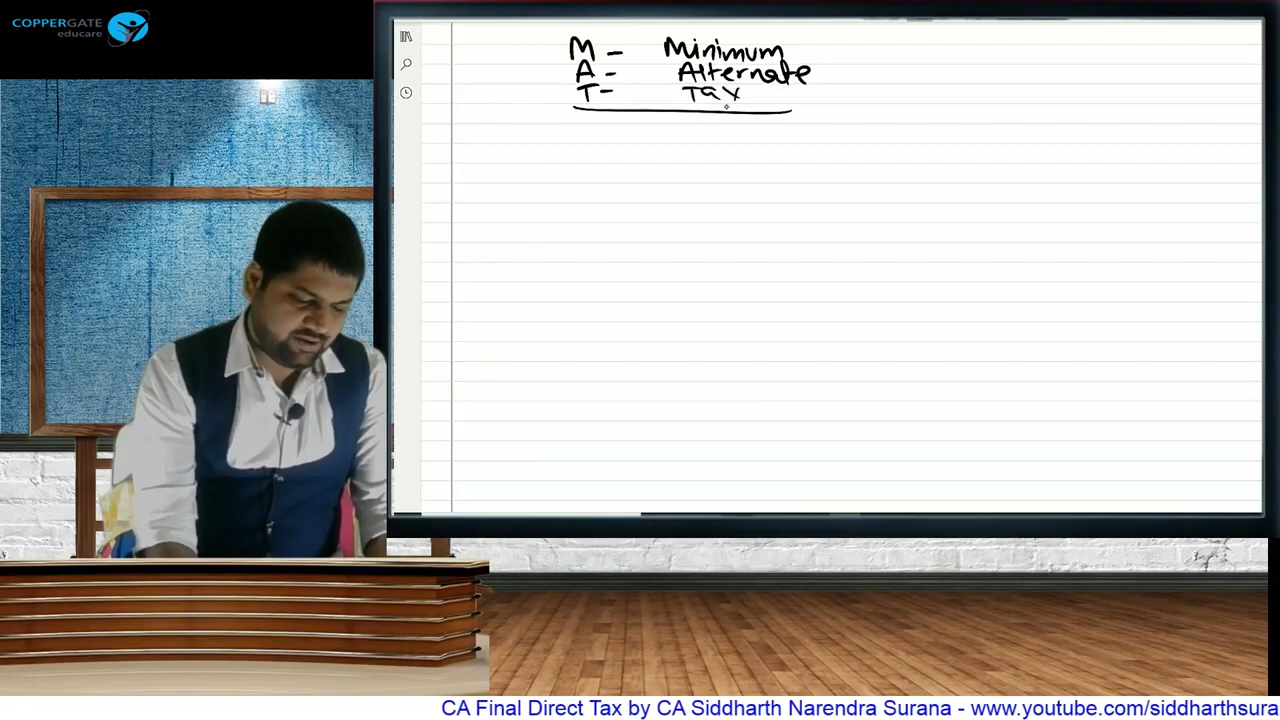 COPPERGATE
educare
M - Minimum
A - Alternate
T - Tax
CA Final Direct Tax by CA Siddharth Narendra Surana - www.youtube.com/siddharthsura